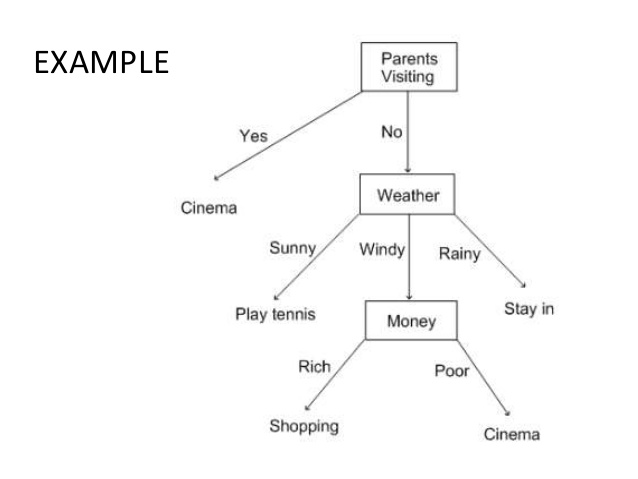 EXAMPLE
Parents
Visiting
Yes
No
Cinema
Weather
Sunny
Windy
Rainy
Play tennis
Money
Stay in
Rich
Poor
Shopping
Cinema